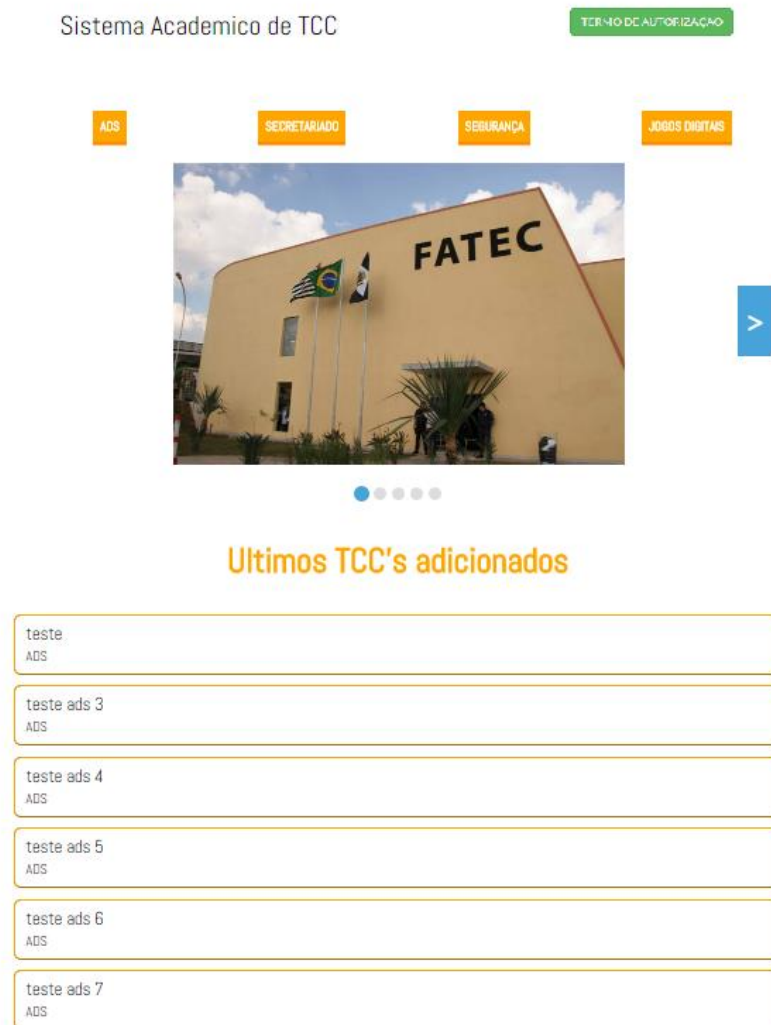 Sistema Academico de TCC
TERMO DE AUTORIZAÇÃO
ADS
SECRETARIADO
SEGURANÇA
JOGOS DIGITAIS
FATEC
>
Ultimos TCC's adicionados
teste
ADS
teste ads 3
ADS
teste ads 4
ADS
teste ads 5
ADS
teste ads 6
ADS
teste ads 7
ADS